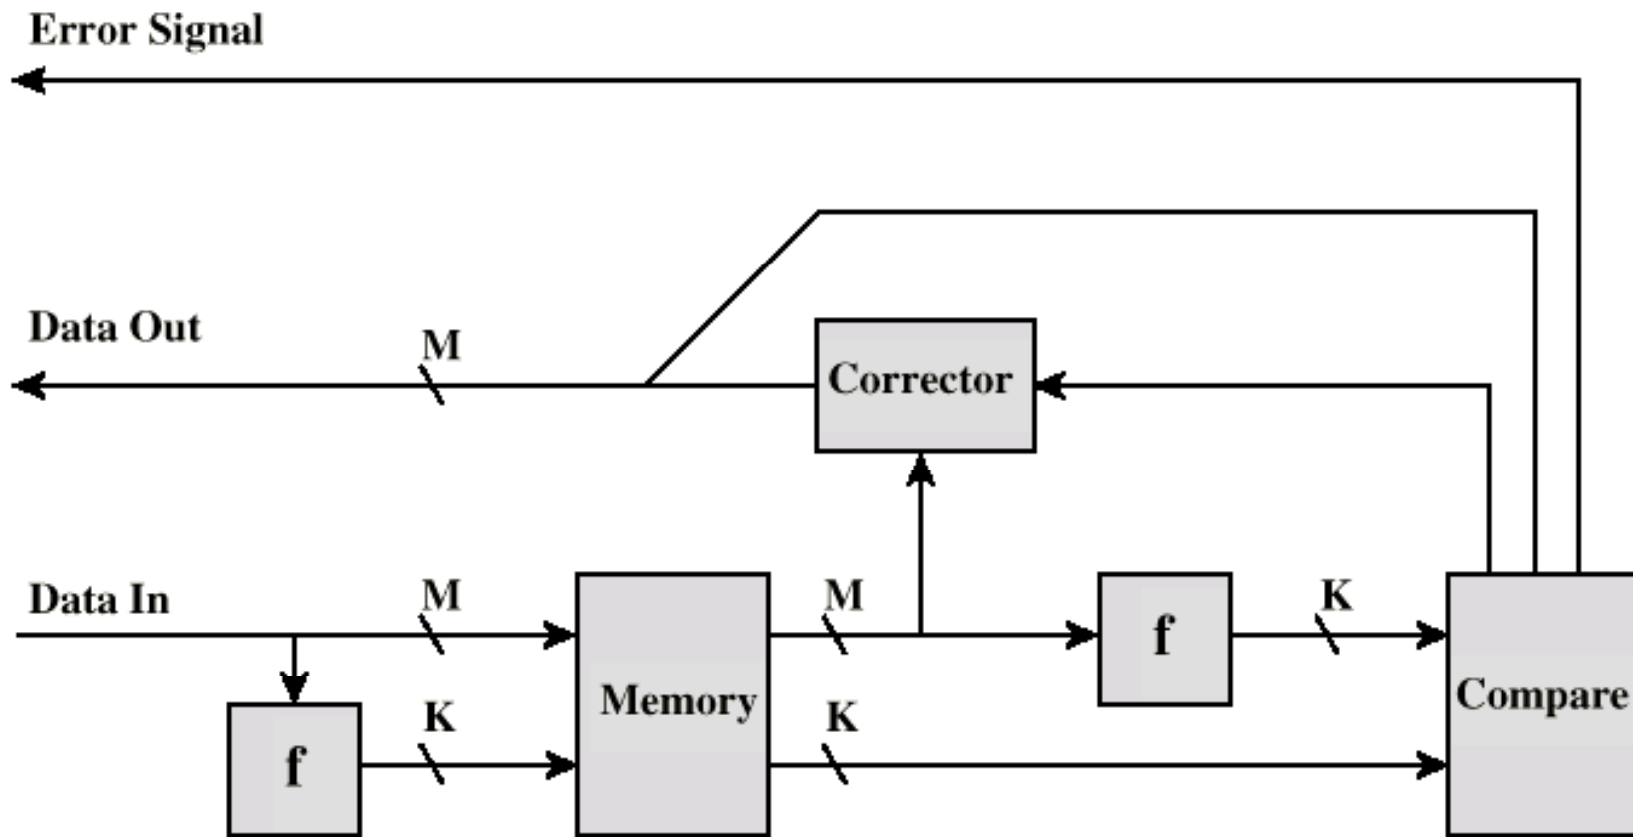 Error Signal
Data Out
M
Corrector
Data In
M
M
f
K
Memory
Compare
f
K
K